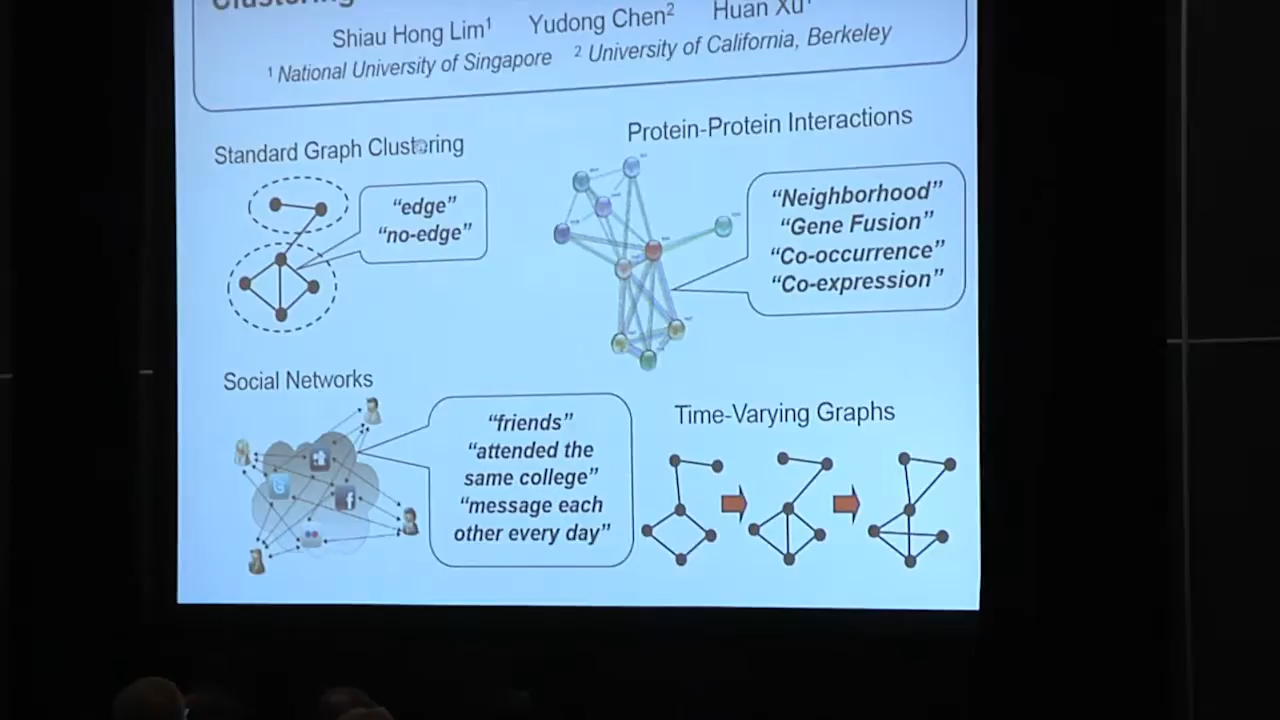 Clustering
Shiau Hong Lim¹ Yudong Chen² Huan Xu¹
¹ National University of Singapore ² University of California, Berkeley
Standard Graph Clustering
“edge”
“no-edge”
Protein-Protein Interactions
“Neighborhood”
“Gene Fusion”
“Co-occurrence”
“Co-expression”
Social Networks
“friends”
“attended the
same college”
“message each
other every day”
Time-Varying Graphs